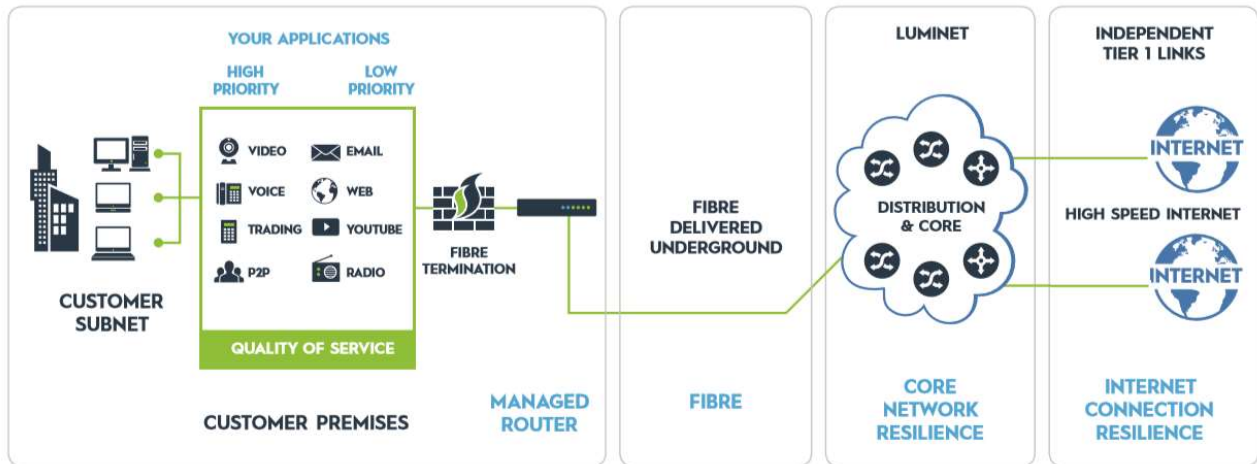 YOUR APPLICATIONS
HIGH
PRIORITY
LOW
PRIORITY
VIDEO
EMAIL
VOICE
WEB
TRADING
YOUTUBE
P2P
RADIO
QUALITY OF SERVICE
CUSTOMER
SUBNET
CUSTOMER PREMISES
FIBRE
TERMINATION
MANAGED
ROUTER
FIBRE
DELIVERED
UNDERGROUND
FIBRE
LUMINET
DISTRIBUTION
& CORE
CORE
NETWORK
RESILIENCE
INDEPENDENT
TIER 1 LINKS
INTERNET
HIGH SPEED INTERNET
INTERNET
INTERNET
CONNECTION
RESILIENCE